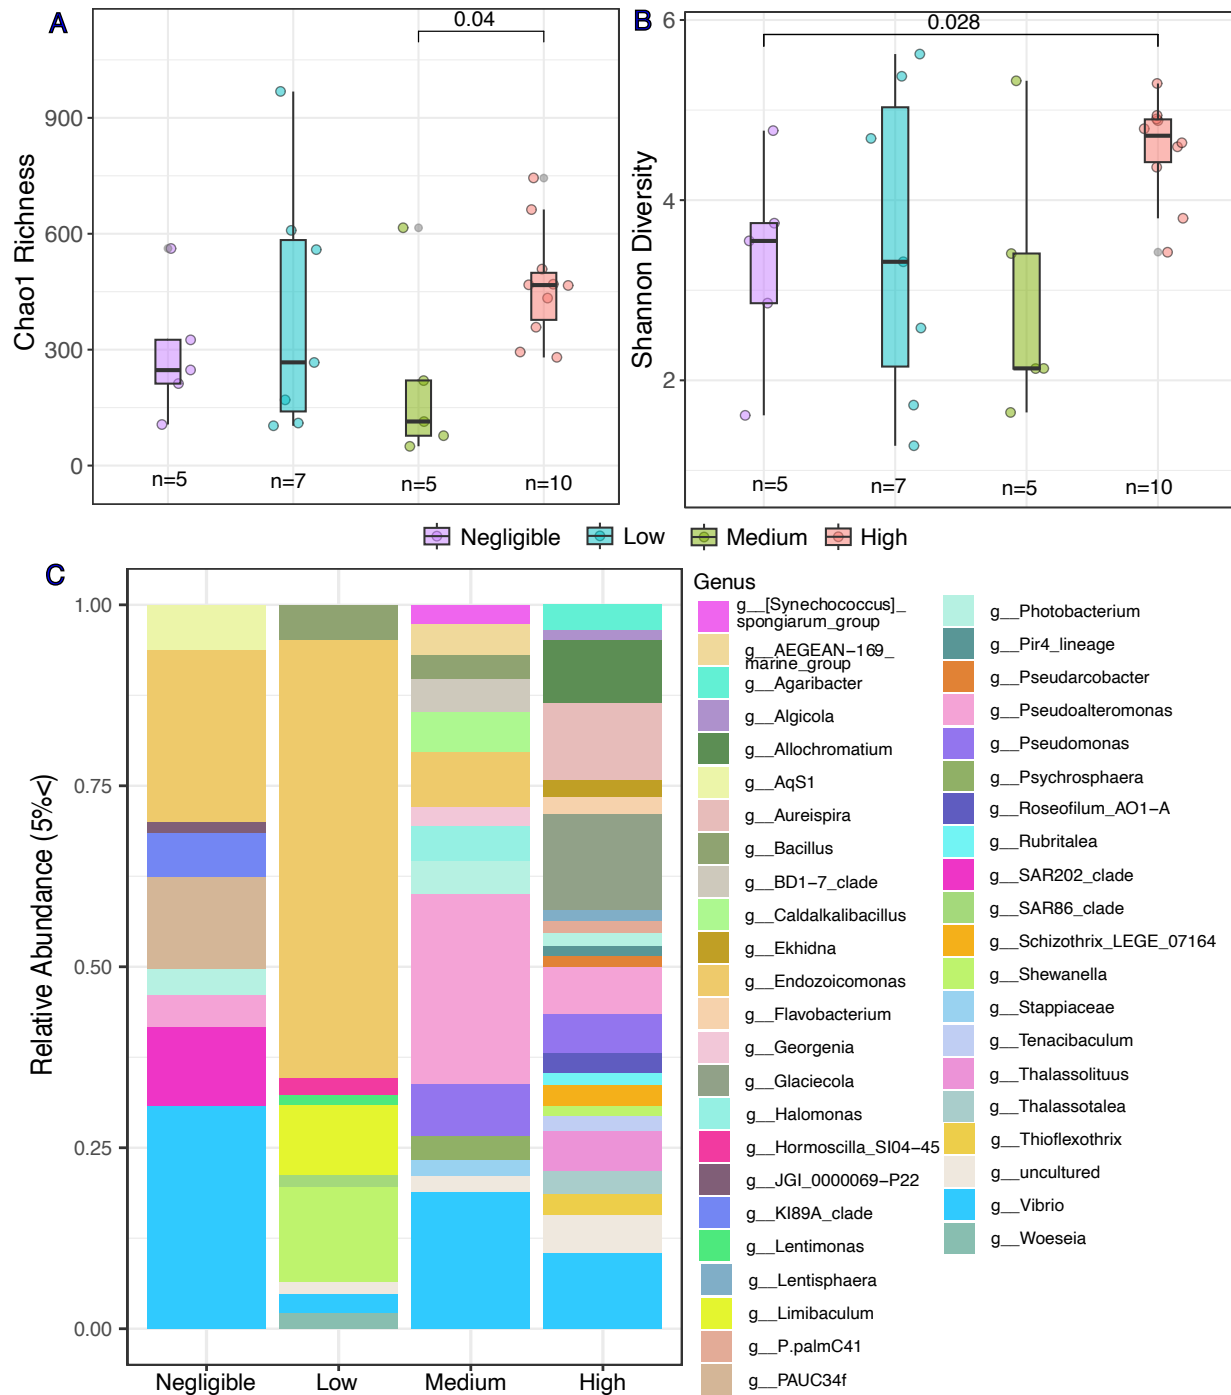 A
0.04
Chao1 Richness
900
600
300
0
n=5
n=7
n=5
n=10
B
0.028
Shannon Diversity
6
4
2
n=5
n=7
n=5
n=10
Negligible
Low
Medium
High
C
Relative Abundance (5%<)
1.00
0.75
0.50
0.25
0.00
Negligible
Low
Medium
High
Genus
g__[Synechococcus]_
spongiarum_group
g__AEGEAN−169_
marine_group
g__Agaribacter
g__Algicola
g__Allochromatium
g__AqS1
g__Aureispira
g__Bacillus
g__BD1−7_clade
g__Caldalkalibacillus
g__Ekhidna
g__Endozoicomonas
g__Flavobacterium
g__Georgenia
g__Glaciecola
g__Halomonas
g__Hormoscilla_SI04−45
g__JGI_0000069−P22
g__KI89A_clade
g__Lentimonas
g__Lentisphaera
g__Limibaculum
g__P.palmC41
g__PAUC34f
g__Photobacterium
g__Pir4_lineage
g__Pseudarcobacter
g__Pseudoalteromonas
g__Pseudomonas
g__Psychrosphaera
g__Roseofilum_AO1−A
g__Rubritalea
g__SAR202_clade
g__SAR86_clade
g__Schizothrix_LEGE_07164
g__Shewanella
g__Stappiaceae
g__Tenacibaculum
g__Thalassolituus
g__Thalassotalea
g__Thioflexothrix
g__uncultured
g__Vibrio
g__Woeseia